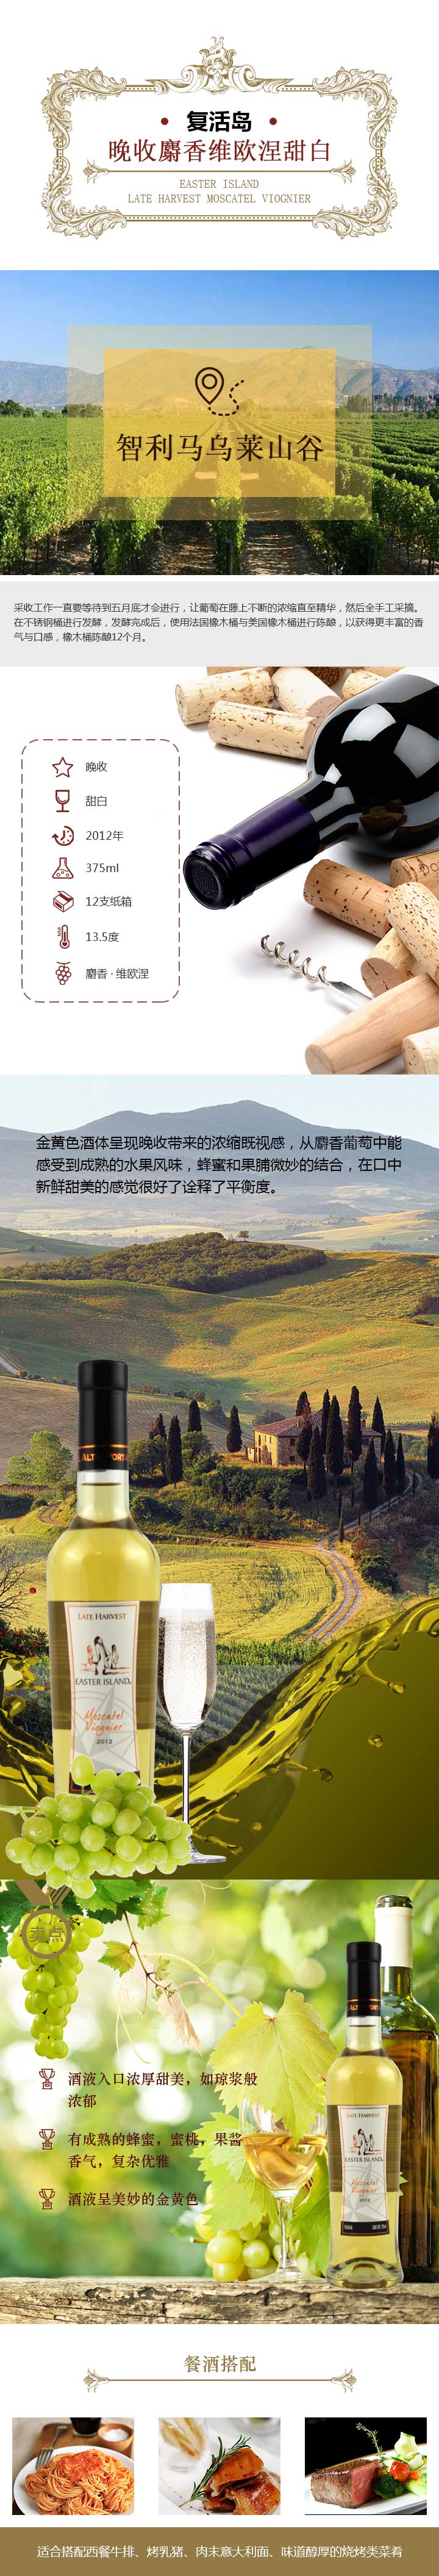 复活岛
晚收麝香维欧涅甜白
EASTER ISLAND
LATE HARVEST MOSCATEL VIOGNIER
智利马乌莱山谷
采收工作一直要等待到五月底才会进行，让葡萄在藤上不断的浓缩直至精华，然后全手工采摘。
在不锈钢桶进行发酵，发酵完成后，使用法国橡木桶与美国橡木桶进行陈酿，以获得更丰富的香
气与口感，橡木桶陈酿12个月。
晚收
甜白
2012年
375ml
12支纸箱
13.5度
麝香·维欧涅
金黄色酒体呈现晚收带来的浓缩既视感，从麝香葡萄中能
感受到成熟的水果风味，蜂蜜和果脯微妙的结合，在口中
新鲜甜美的感觉很好了诠释了平衡度。
LATE HARVEST
EASTER ISLAND
Moscatel
Viognier
2012
卖点
酒液入口浓厚甜美，如琼浆般
浓郁
有成熟的蜂蜜，蜜桃，果酱
香气，复杂优雅
酒液呈美妙的金黄色
LATE HARVEST
EASTER ISLAND
Moscatel
Viognier
2012
餐酒搭配
适合搭配西餐牛排、烤乳猪、肉末意大利面、味道醇厚的烧烤类菜肴